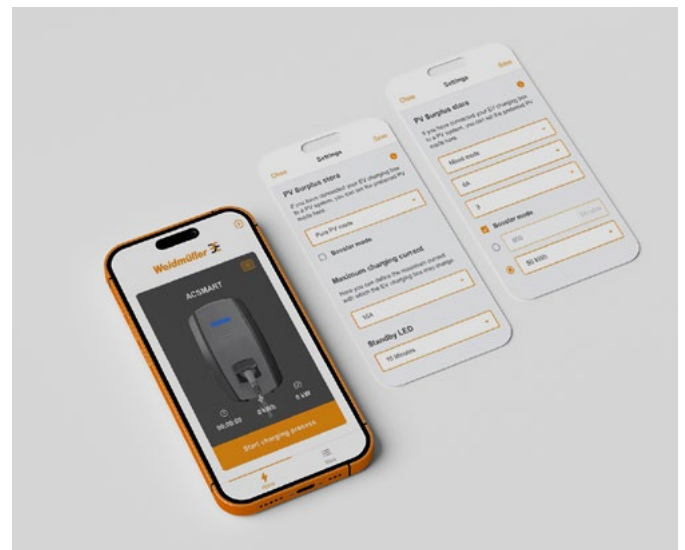 Weidmüller
ACSMART
00:00:00
0 kWh
0 kW
Start charging process
Home
Close
Settings
Save
PV Surplus store
If you have connected your EV charging box
to a PV system, you can set the preferred PV
mode here.
Pure PV mode
Booster mode
Maximum charging current
Here you can define the maximum current
with which the EV charging box may charge.
16A
Standby LED
10 Minutes
Close
Settings
Save
PV Surplus store
If you have connected your EV charging box
to a PV system, you can set the preferred PV
mode here.
Mixed mode
6A
3
Booster mode
Minutes
80 kWh